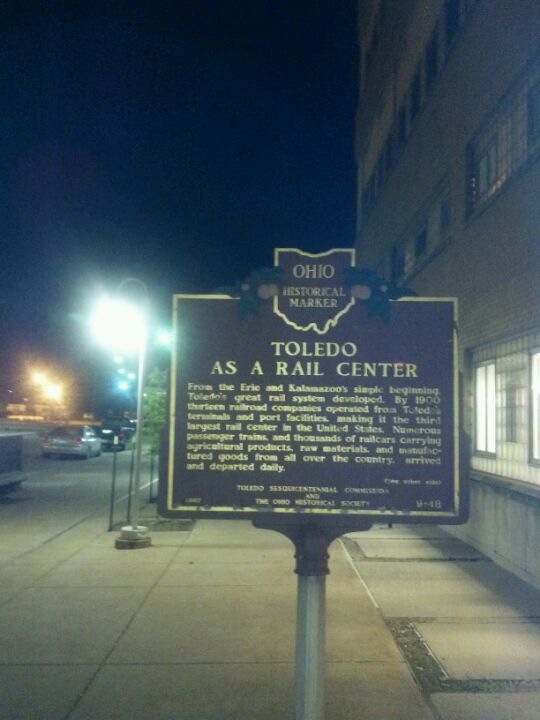 OHIO
HISTORICAL
MARKER
TOLEDO
AS A RAIL CENTER
From the Erie and Kalamazoo's simple beginning,
Toledo's great rail system developed. By 1900
thirteen railroad companies operated from Toledo's
terminals and port facilities, making it the third
largest rail center in the United States. Numerous
passenger trains, and thousands of railcars carrying
agricultural products, raw materials, and manufac-
tured goods from all over the country, arrived
and departed daily.
(See other side)
TOLEDO SESQUICENTENNIAL COMMISSION
AND
THE OHIO HISTORICAL SOCIETY
1987
9-48